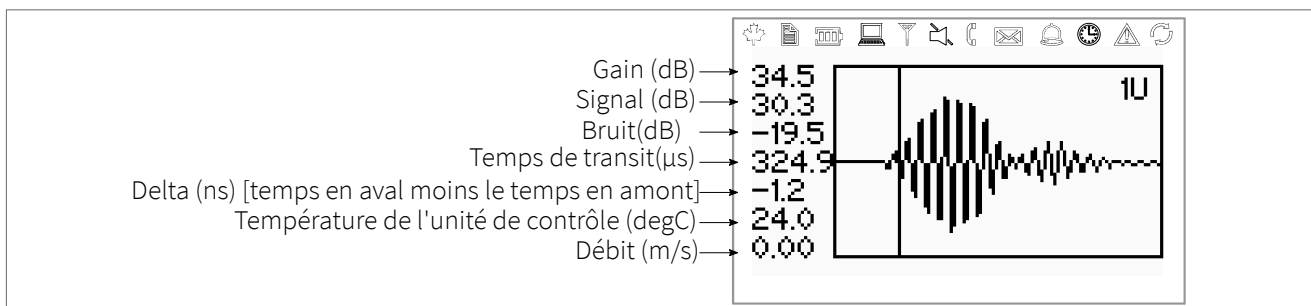 Gain (dB) 34.5
Signal (dB) 30.3
Bruit(dB) -19.5
Temps de transit(µs) 324.9
Delta (ns) [temps en aval moins le temps en amont] -1.2
Température de l'unité de contrôle (degC) 24.0
Débit (m/s) 0.00
1U